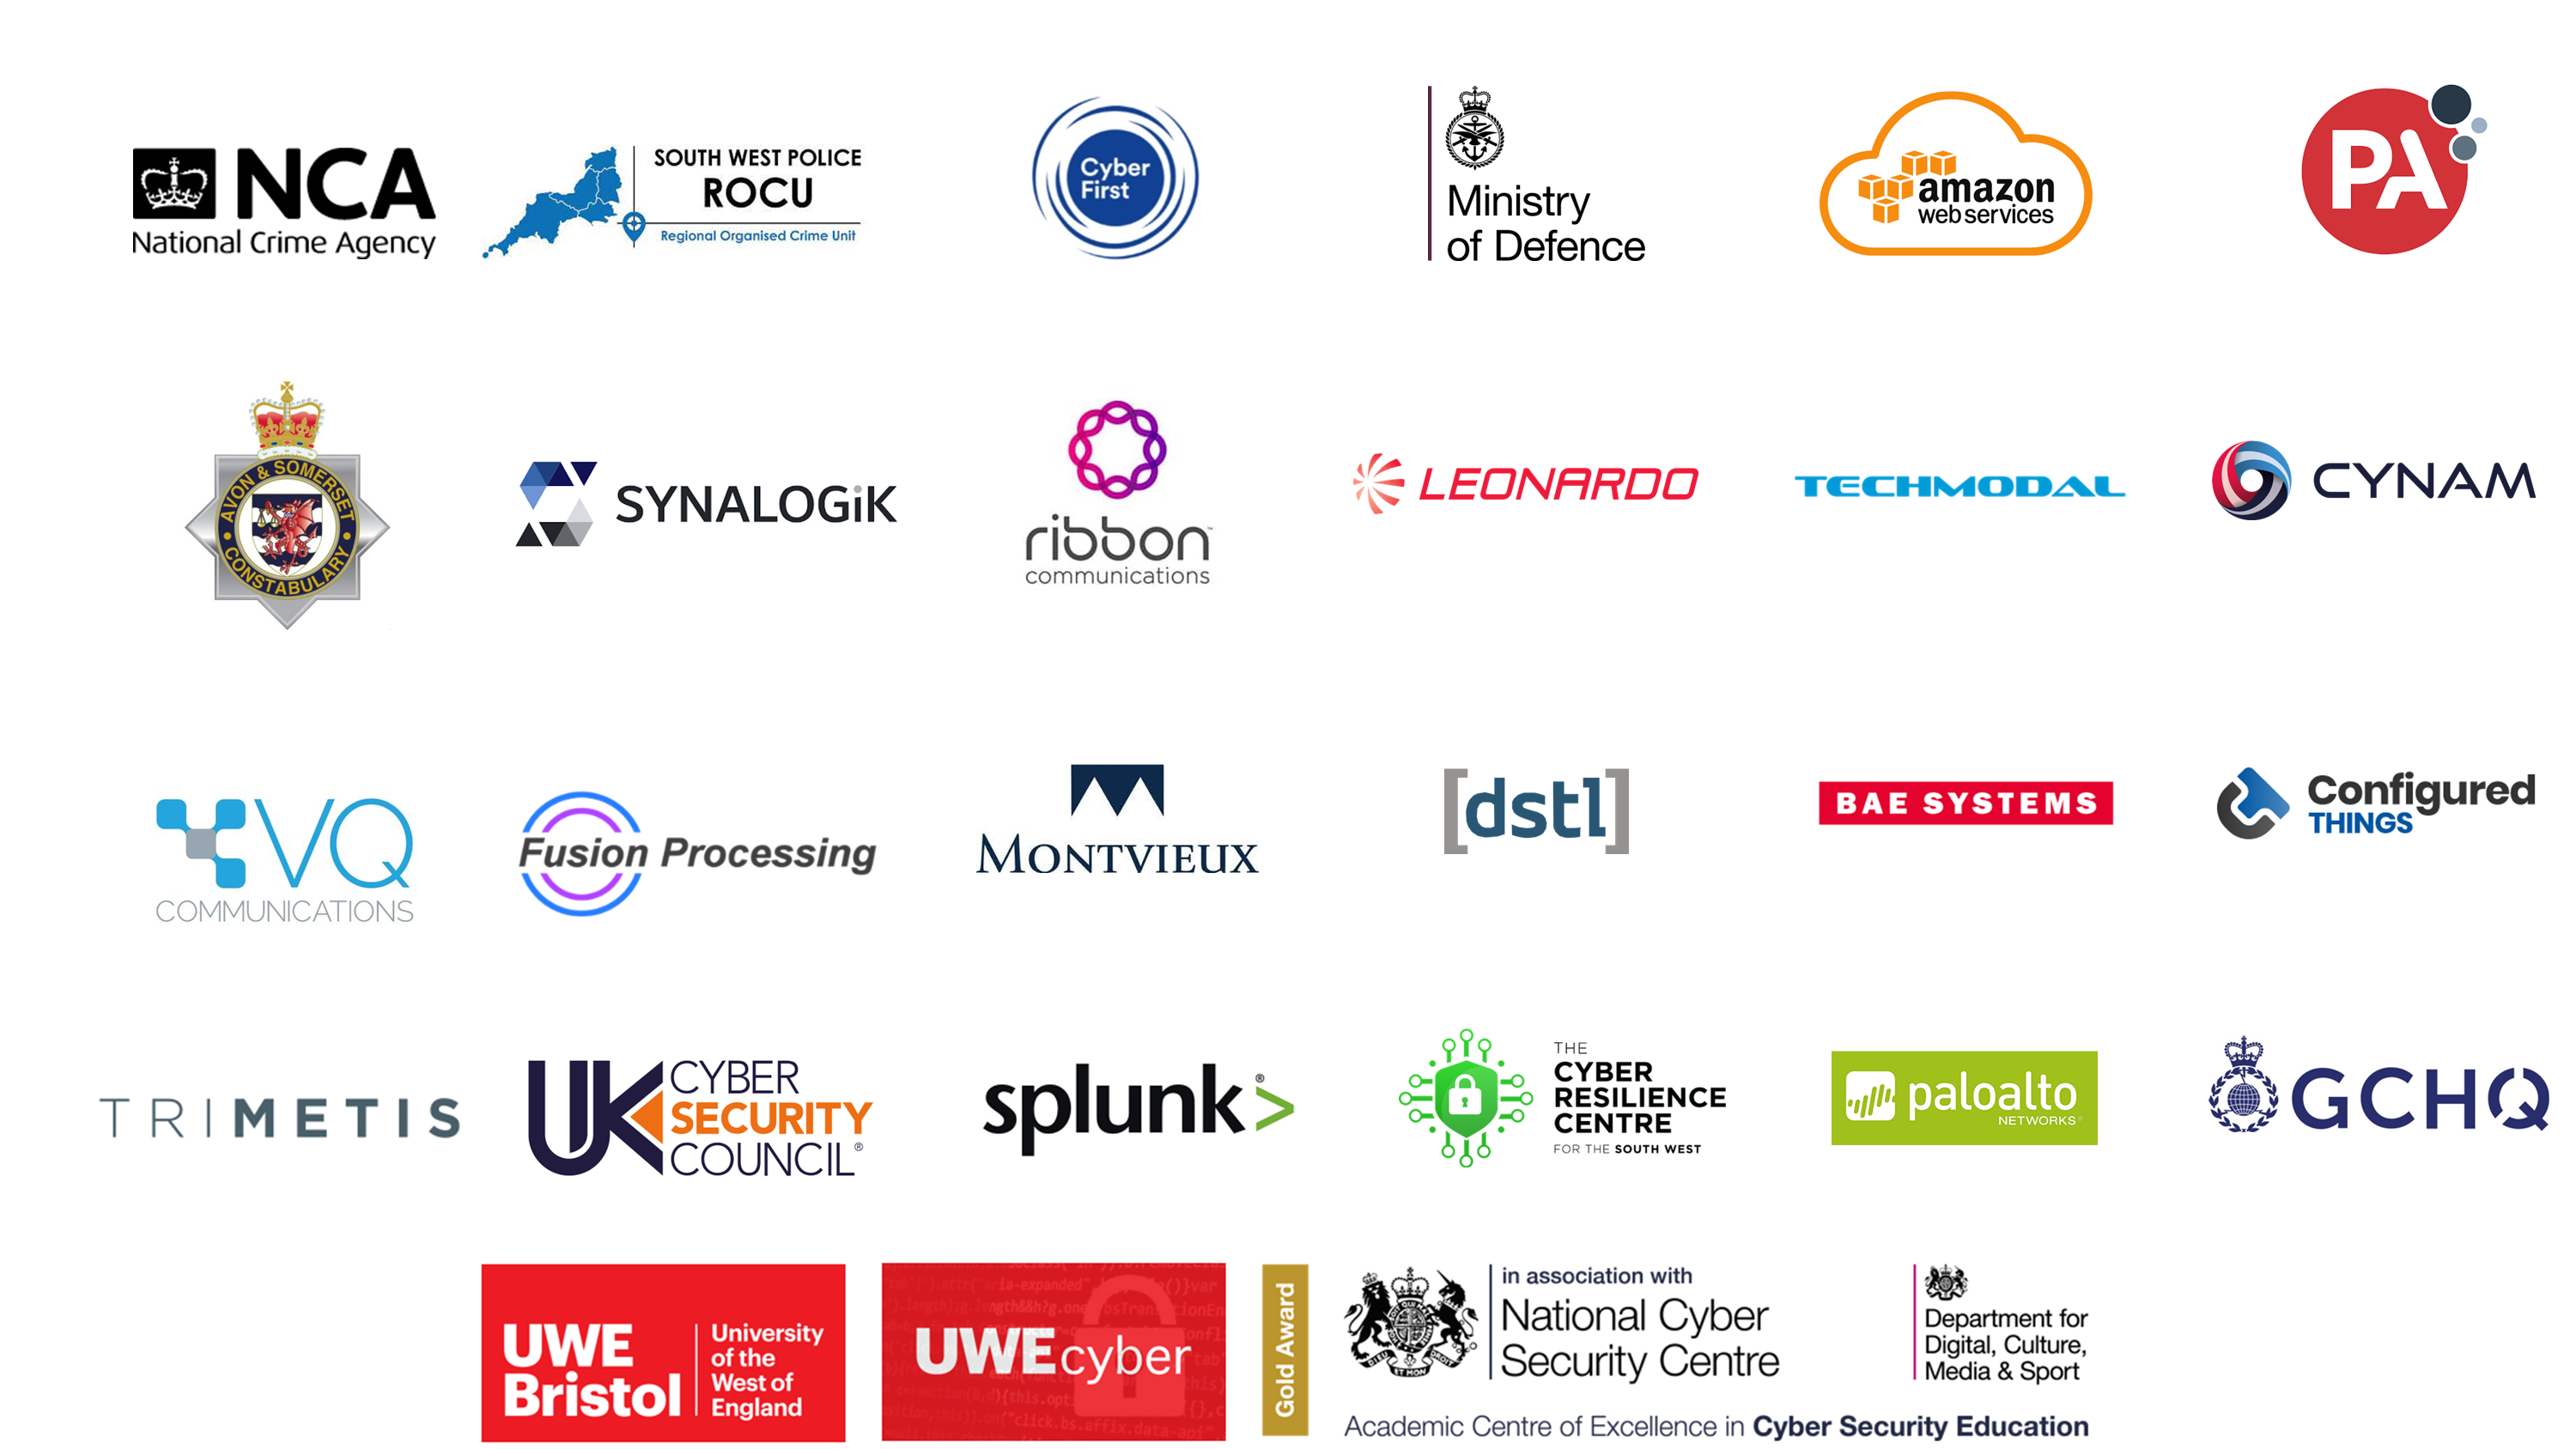 NCA
National Crime Agency
SOUTH WEST POLICE
ROCU
Regional Organised Crime Unit
Cyber
First
Ministry
of Defence
amazon
web services
PA
AVON & SOMERSET
CONSTABULARY
SYNALOGiK
ribbon
communications
LEONARDO
TECHMODAL
CYNAM
VQ
COMMUNICATIONS
Fusion Processing
MONTVIEUX
[dstl]
BAE SYSTEMS
Configured
THINGS
TRIMETIS
UK
CYBER
SECURITY
COUNCIL®
splunk®>
THE
CYBER
RESILIENCE
CENTRE
FOR THE SOUTH WEST
paloalto
NETWORKS®
GCHQ
UWE
Bristol
University
of the
West of
England
UWEcyber
Gold Award
in association with
National Cyber
Security Centre
Department for
Digital, Culture,
Media & Sport
Academic Centre of Excellence in Cyber Security Education